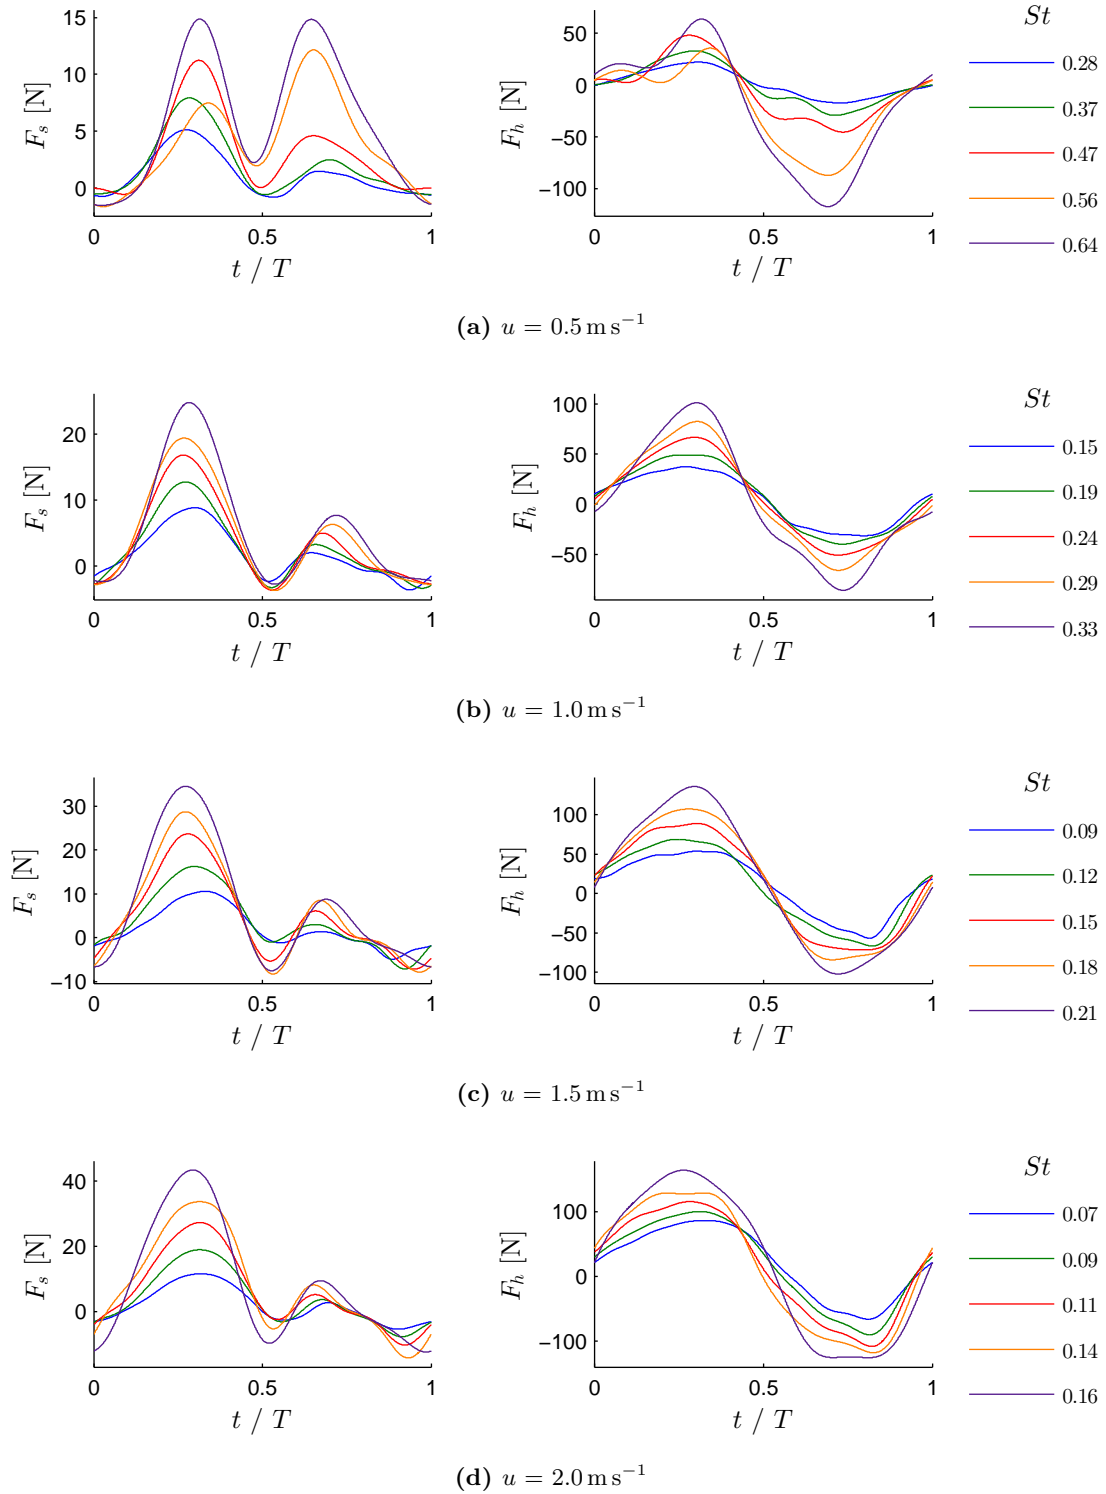 15
10
5
0
F_s [N]
0 0.5 1
t / T
50
0
−50
−100
F_h [N]
0 0.5 1
t / T
St
0.28
0.37
0.47
0.56
0.64
(a) u = 0.5 m s⁻¹
20
10
0
F_s [N]
0 0.5 1
t / T
100
50
0
−50
F_h [N]
0 0.5 1
t / T
St
0.15
0.19
0.24
0.29
0.33
(b) u = 1.0 m s⁻¹
30
20
10
0
−10
F_s [N]
0 0.5 1
t / T
100
50
0
−50
−100
F_h [N]
0 0.5 1
t / T
St
0.09
0.12
0.15
0.18
0.21
(c) u = 1.5 m s⁻¹
40
20
0
F_s [N]
0 0.5 1
t / T
100
0
−100
F_h [N]
0 0.5 1
t / T
St
0.07
0.09
0.11
0.14
0.16
(d) u = 2.0 m s⁻¹